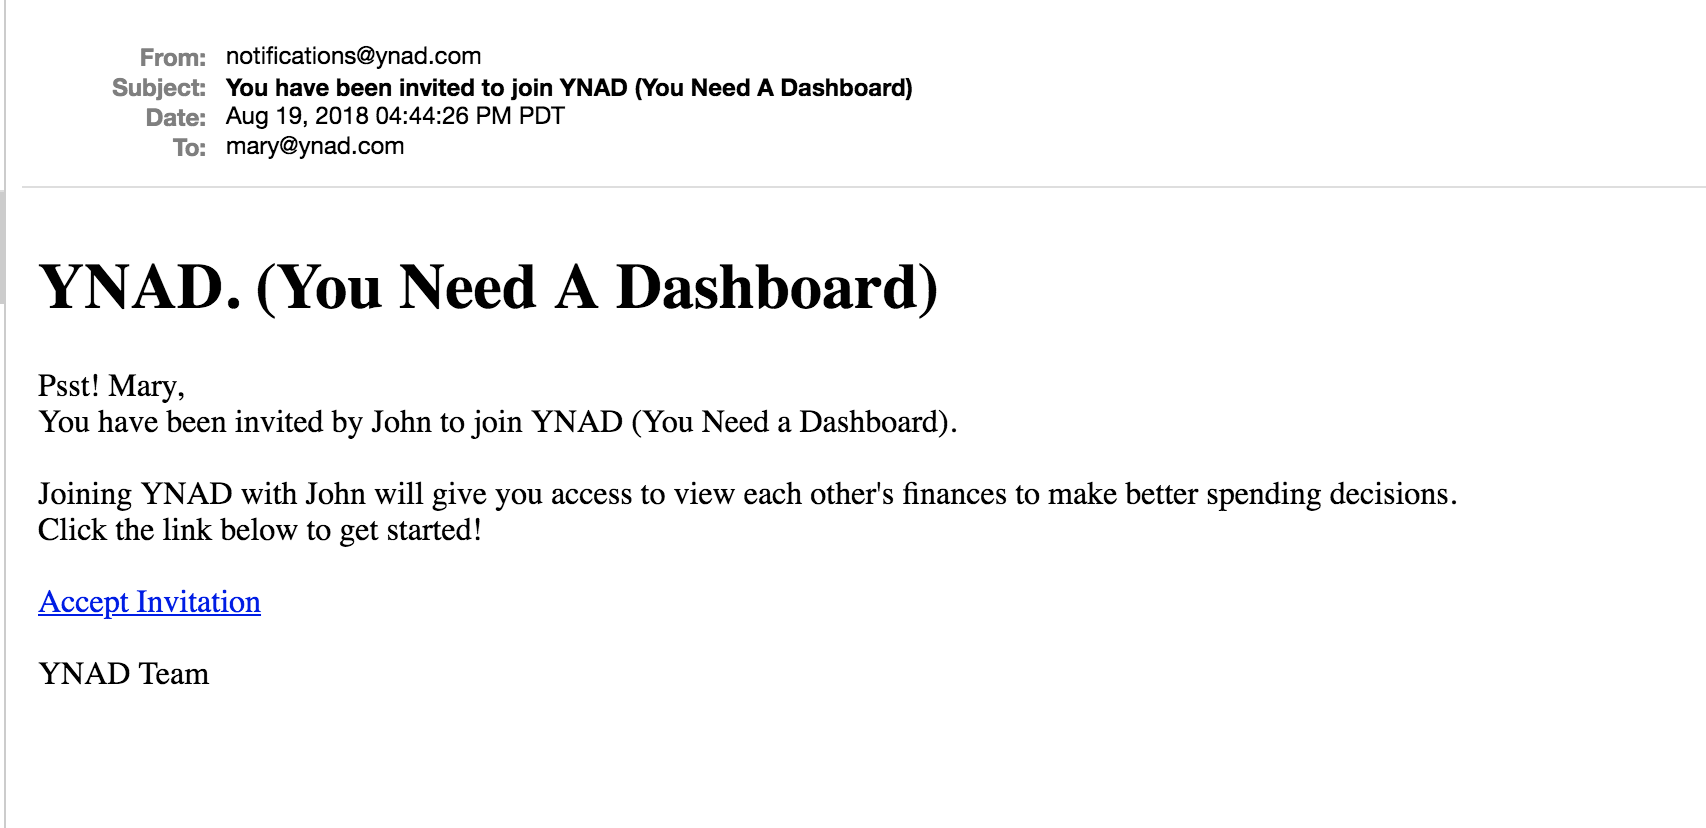 From: notifications@ynad.com
Subject: You have been invited to join YNAD (You Need A Dashboard)
Date: Aug 19, 2018 04:44:26 PM PDT
To: mary@ynad.com
YNAD. (You Need A Dashboard)
Psst! Mary,
You have been invited by John to join YNAD (You Need a Dashboard).
Joining YNAD with John will give you access to view each other's finances to make better spending decisions.
Click the link below to get started!
Accept Invitation
YNAD Team